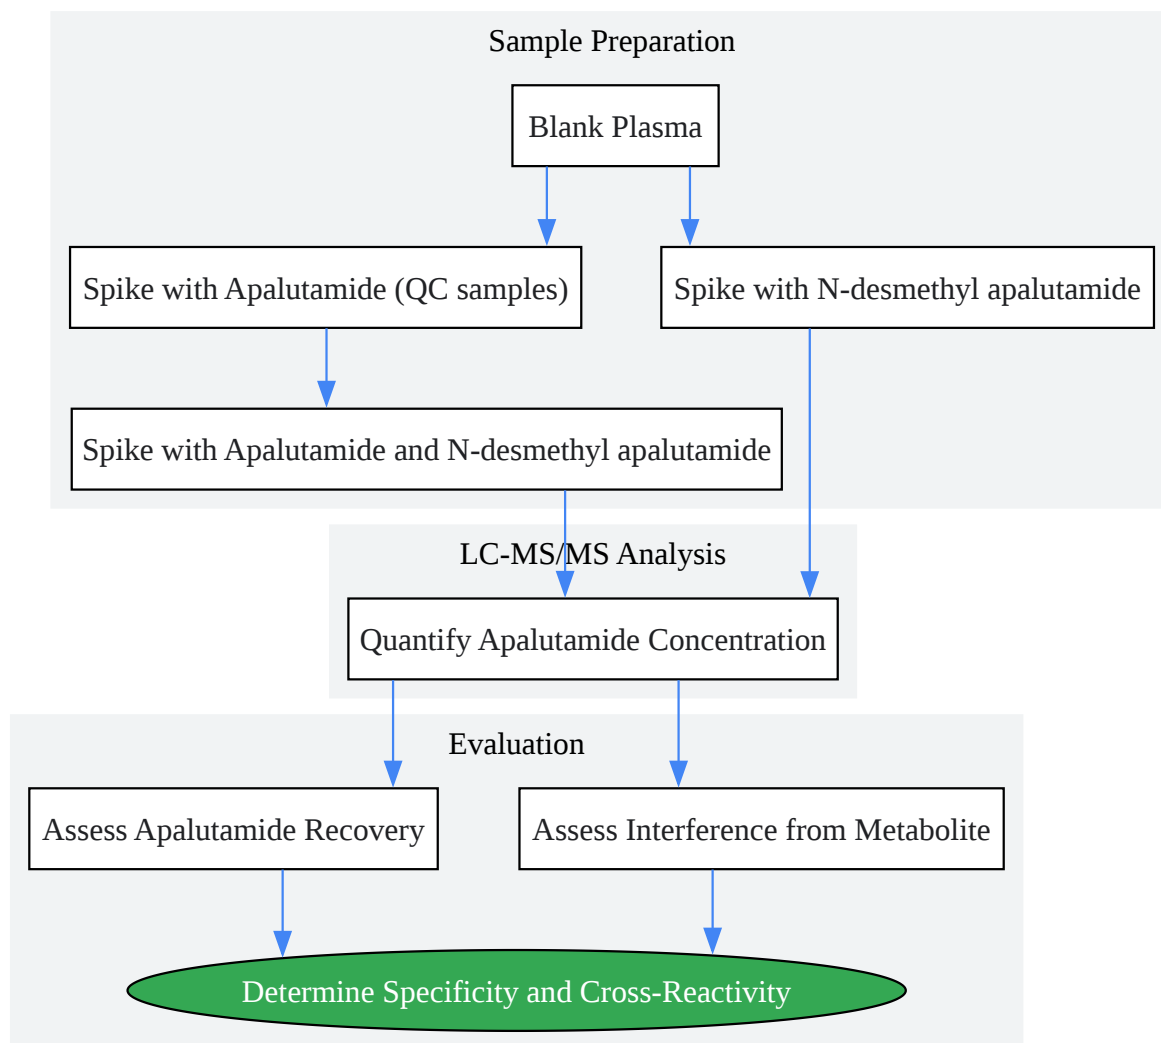 Sample Preparation
Blank Plasma
Spike with Apalutamide (QC samples)
Spike with N-desmethyl apalutamide
Spike with Apalutamide and N-desmethyl apalutamide
LC-MS/MS Analysis
Quantify Apalutamide Concentration
Evaluation
Assess Apalutamide Recovery
Assess Interference from Metabolite
Determine Specificity and Cross-Reactivity